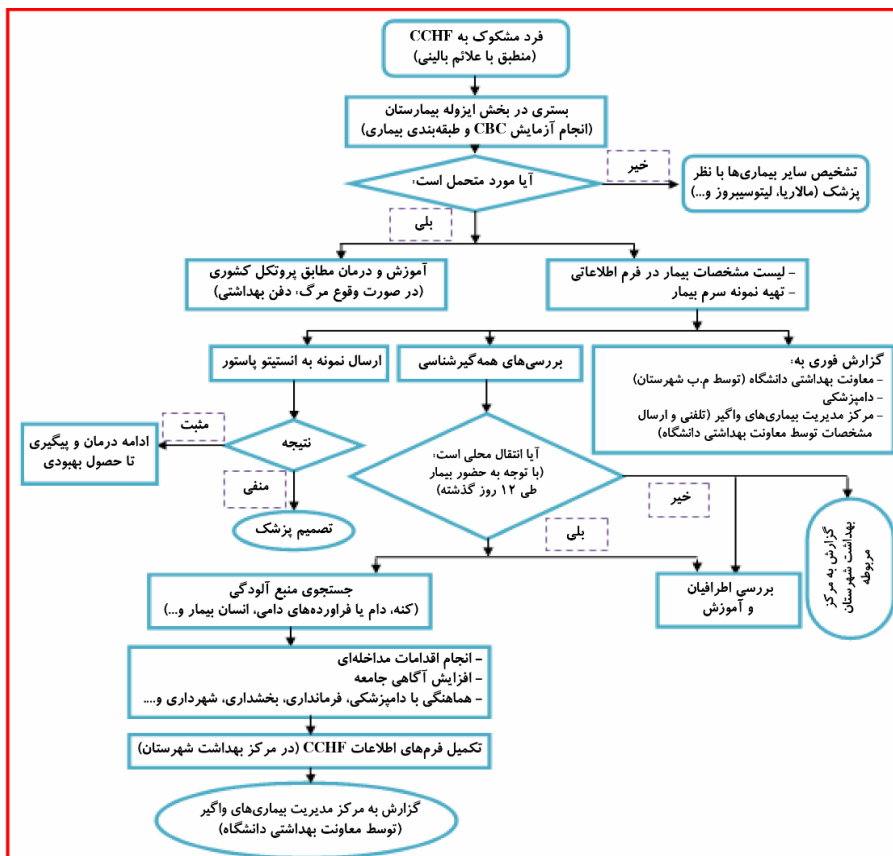 فرد مشکوک به CCHF
(منطبق با علائم بالینی)
بستری در بخش ایزوله بیمارستان
(انجام آزمایش CBC و طبقه‌بندی بیماری)
آیا مورد متحمل است:
خیر
تشخیص سایر بیماری‌ها با نظر
پزشک (مالاریا، لپتوسیبروز و...)
بلی
آموزش و درمان مطابق پروتکل کشوری
(در صورت وقوع مرگ: دفن بهداشتی)
– لیست مشخصات بیمار در فرم اطلاعاتی
– تهیه نمونه سرم بیمار
ارسال نمونه به انستیتو پاستور
بررسی‌های همه‌گیرشناسی
گزارش فوری به:
– معاونت بهداشتی دانشگاه (توسط م.ب شهرستان)
– دامپزشکی
– مرکز مدیریت بیماری‌های واگیر (تلفنی و ارسال
مشخصات توسط معاونت بهداشتی دانشگاه)
نتیجه
مثبت
ادامه درمان و پیگیری
تا حصول بهبودی
منفی
تصمیم پزشک
آیا انتقال محلی است:
(با توجه به حضور بیمار
طی ۱۲ روز گذشته)
خیر
گزارش به مرکز
بهداشت شهرستان
مربوطه
بلی
بررسی اطرافیان
و آموزش
جستجوی منبع آلودگی
(کنه، دام یا فراورده‌های دامی، انسان بیمار و...)
– انجام اقدامات مداخله‌ای
– افزایش آگاهی جامعه
– هماهنگی با دامپزشکی، فرمانداری، بخشداری، شهرداری و....
تکمیل فرم‌های اطلاعات CCHF (در مرکز بهداشت شهرستان)
گزارش به مرکز مدیریت بیماری‌های واگیر
(توسط معاونت بهداشتی دانشگاه)